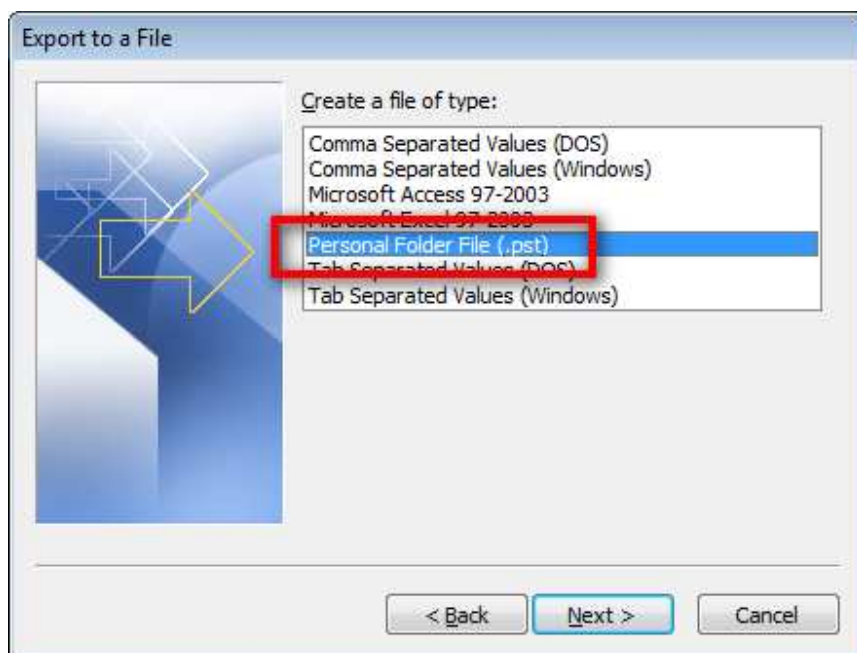 Export to a File
Create a file of type:
Comma Separated Values (DOS)
Comma Separated Values (Windows)
Microsoft Access 97-2003
Microsoft Excel 97-2003
Personal Folder File (.pst)
Tab Separated Values (DOS)
Tab Separated Values (Windows)
< Back
Next >
Cancel